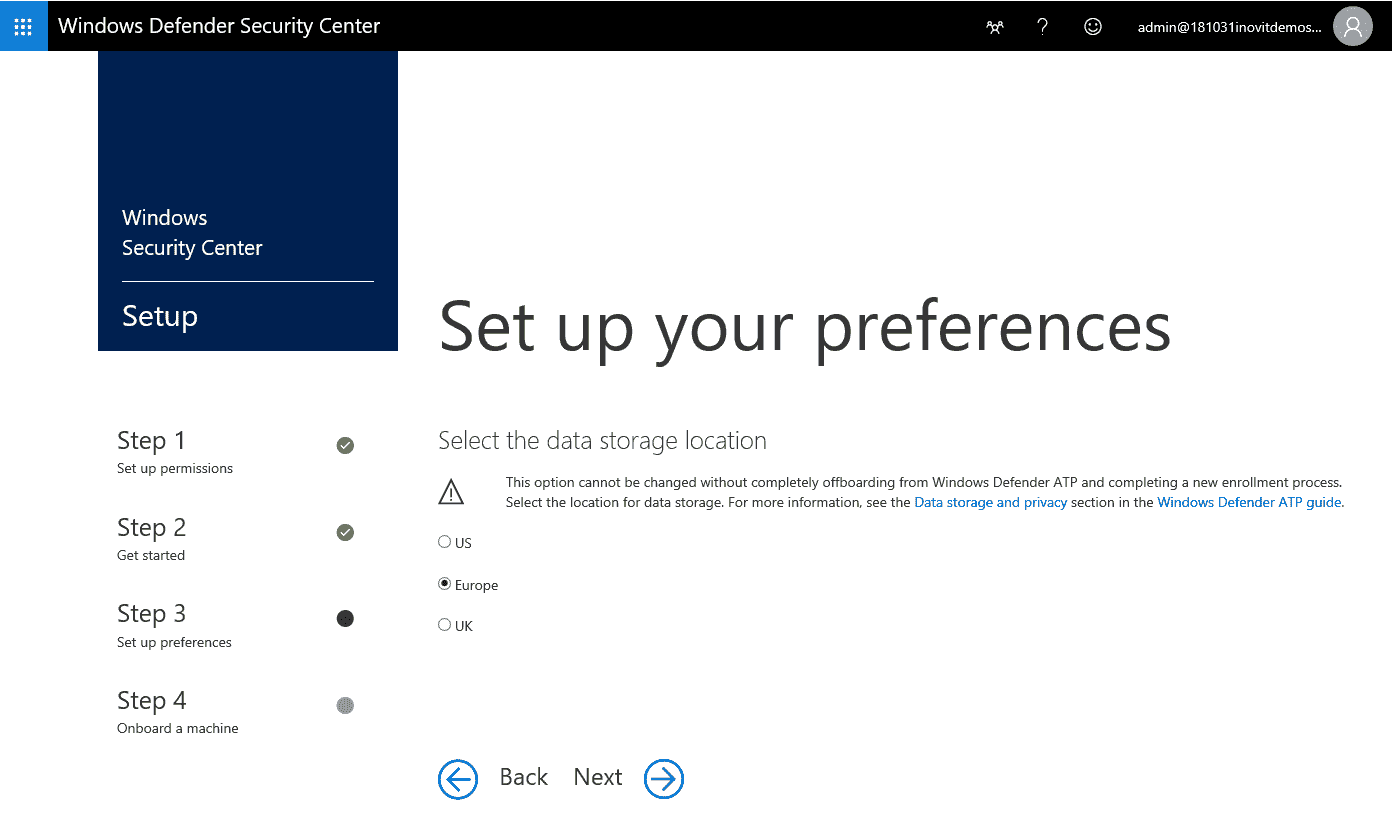 Windows Defender Security Center
?
admin@181031inovitdemos...
Windows
Security Center
Setup
Set up your preferences
Step 1
Set up permissions
Step 2
Get started
Step 3
Set up preferences
Step 4
Onboard a machine
Select the data storage location
This option cannot be changed without completely offboarding from Windows Defender ATP and completing a new enrollment process.
Select the location for data storage. For more information, see the Data storage and privacy section in the Windows Defender ATP guide.
US
Europe
UK
Back Next